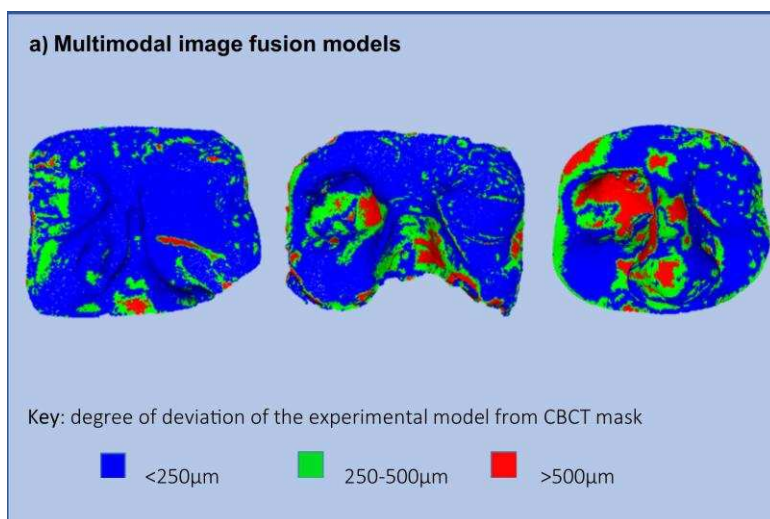 a) Multimodal image fusion models
Key: degree of deviation of the experimental model from CBCT mask
<250μm 250-500μm >500μm